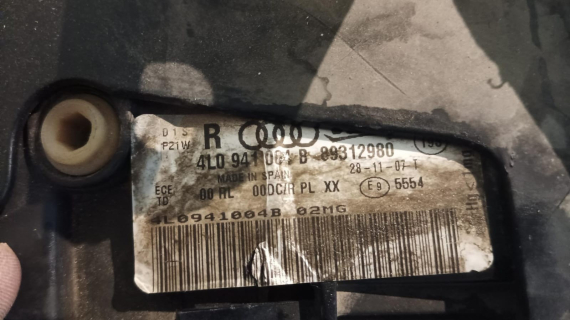 D1S R
P21W 4L0 941 004 B 89312980
MADE IN SPAIN 28-11-07 T
ECE 00 RL 00DC/R PL XX E9 5554
TD
4L0941004B 02MG